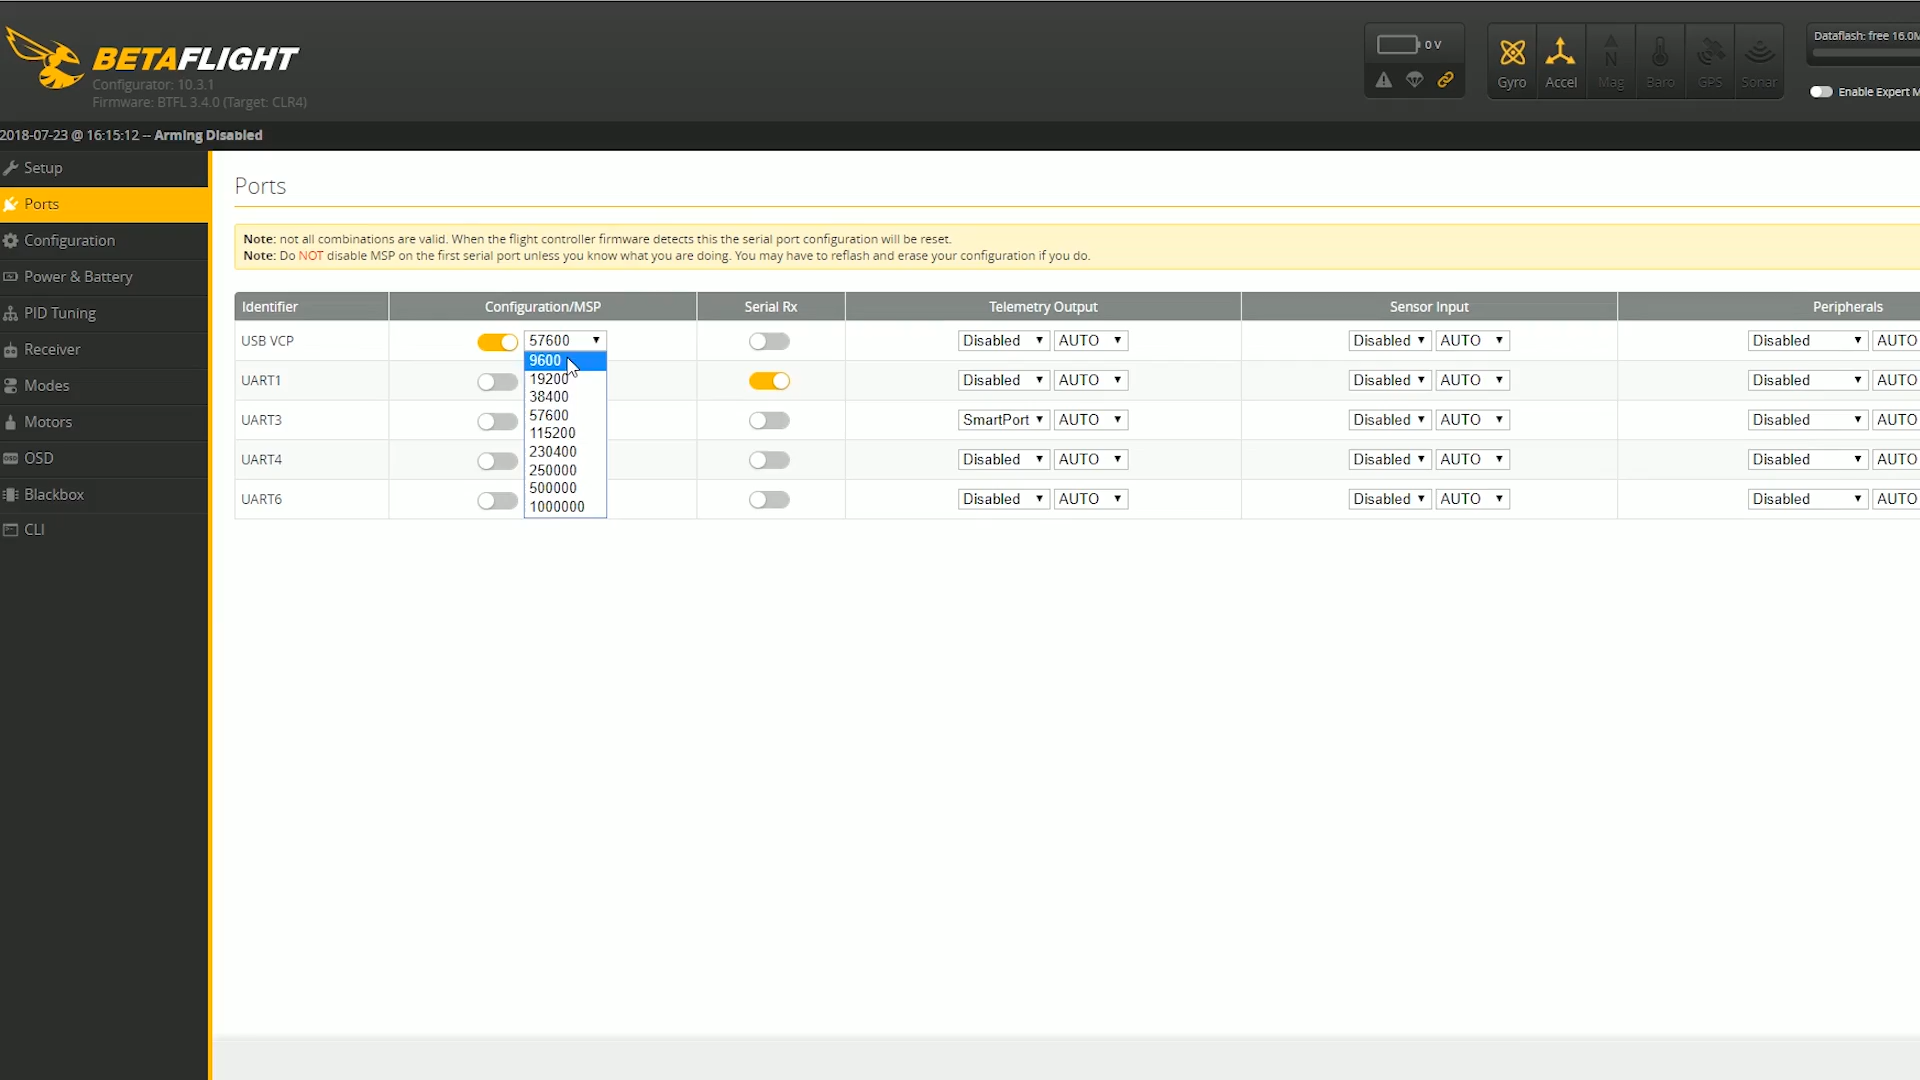 BETAFLIGHT
Configurator: 10.3.1
Firmware: BTFL 3.4.0 (Target: CLR4)
0 V
Gyro Accel Mag Baro GPS Sonar
Dataflash: free 16.0M
Enable Expert M
2018-07-23 @ 16:15:12 -- Arming Disabled
Setup
Ports
Configuration
Power & Battery
PID Tuning
Receiver
Modes
Motors
OSD
Blackbox
CLI
Ports
Note: not all combinations are valid. When the flight controller firmware detects this the serial port configuration will be reset.
Note: Do NOT disable MSP on the first serial port unless you know what you are doing. You may have to reflash and erase your configuration if you do.
Identifier Configuration/MSP Serial Rx Telemetry Output Sensor Input Peripherals
USB VCP 57600 Disabled AUTO Disabled AUTO Disabled AUTO
9600
19200
38400
57600
115200
230400
250000
500000
1000000
UART1 Disabled AUTO Disabled AUTO Disabled AUTO
UART3 SmartPort AUTO Disabled AUTO Disabled AUTO
UART4 Disabled AUTO Disabled AUTO Disabled AUTO
UART6 Disabled AUTO Disabled AUTO Disabled AUTO